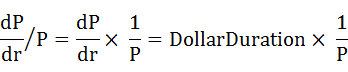 dP/dr /P = dP/dr × 1/P = DollarDuration × 1/P